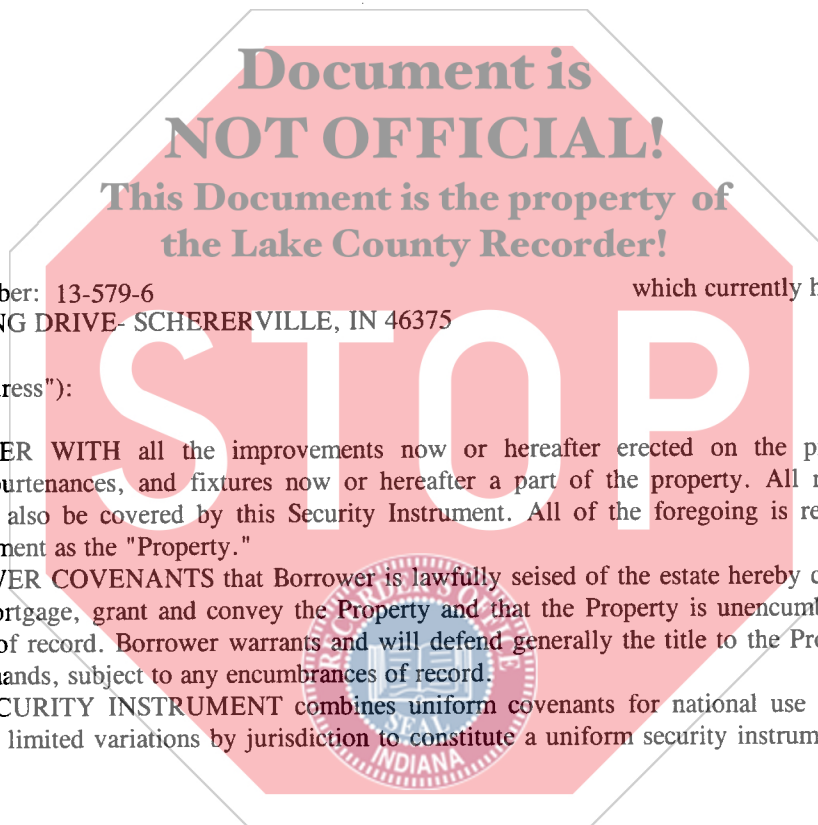 Document is
NOT OFFICIAL!
This Document is the property of
the Lake County Recorder!
ber: 13-579-6 which currently h
NG DRIVE- SCHERERVILLE, IN 46375
ress"):
STOP
ER WITH all the improvements now or hereafter erected on the p
urtenances, and fixtures now or hereafter a part of the property. All r
also be covered by this Security Instrument. All of the foregoing is re
ment as the "Property."
VER COVENANTS that Borrower is lawfully seised of the estate hereby c
ortgage, grant and convey the Property and that the Property is unencumb
of record. Borrower warrants and will defend generally the title to the Pro
ands, subject to any encumbrances of record.
CURITY INSTRUMENT combines uniform covenants for national use
limited variations by jurisdiction to constitute a uniform security instrum
RECORDER'S OFFICE
SEAL
INDIANA